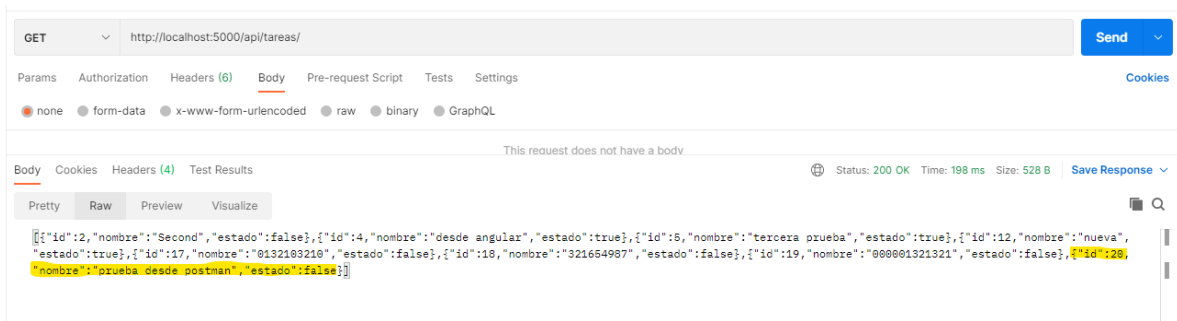 GET http://localhost:5000/api/tareas/ Send
Params Authorization Headers (6) Body Pre-request Script Tests Settings Cookies
none form-data x-www-form-urlencoded raw binary GraphQL
This request does not have a body
Body Cookies Headers (4) Test Results Status: 200 OK Time: 198 ms Size: 528 B Save Response
Pretty Raw Preview Visualize
[{"id":2,"nombre":"Second","estado":false},{"id":4,"nombre":"desde angular","estado":true},{"id":5,"nombre":"tercera prueba","estado":true},{"id":12,"nombre":"nueva",
"estado":true},{"id":17,"nombre":"0132103210","estado":false},{"id":18,"nombre":"321654987","estado":false},{"id":19,"nombre":"000001321321","estado":false},{"id":20,
"nombre":"prueba desde postman","estado":false}]